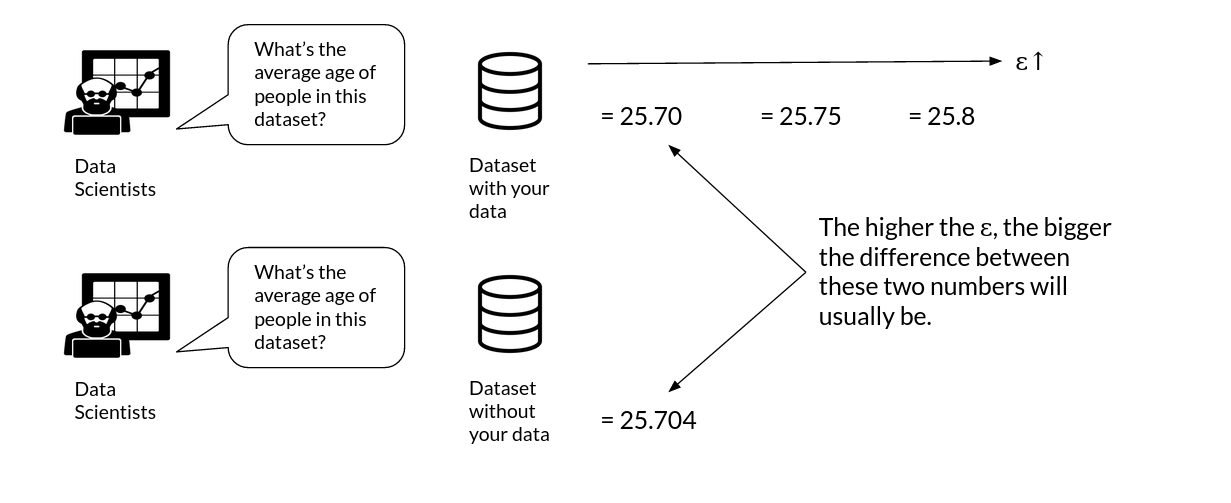 What's the
average age of
people in this
dataset?
Data
Scientists
Dataset
with your
data
ε↑
= 25.70
= 25.75
= 25.8
The higher the ε, the bigger
the difference between
these two numbers will
usually be.
What's the
average age of
people in this
dataset?
Data
Scientists
Dataset
without
your data
= 25.704